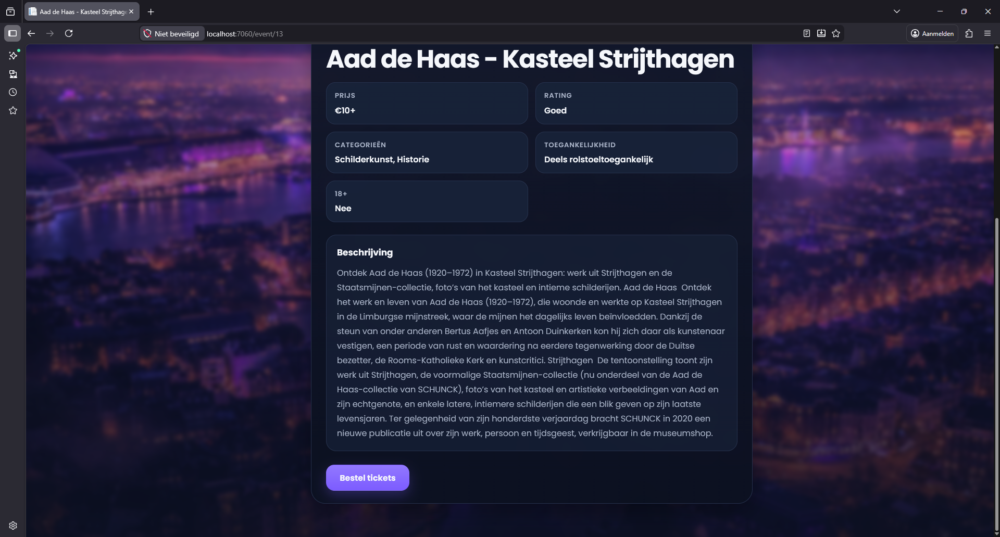 Aad de Haas - Kasteel Strijthage
Niet beveiligd
localhost:7060/event/13
Aanmelden
Aad de Haas - Kasteel Strijthagen
PRIJS
€10+
RATING
Goed
CATEGORIEËN
Schilderkunst, Historie
TOEGANKELIJKHEID
Deels rolstoeltoegankelijk
18+
Nee
Beschrijving
Ontdek Aad de Haas (1920–1972) in Kasteel Strijthagen: werk uit Strijthagen en de
Staatsmijnen-collectie, foto’s van het kasteel en intieme schilderijen. Aad de Haas  Ontdek
het werk en leven van Aad de Haas (1920–1972), die woonde en werkte op Kasteel Strijthagen
in de Limburgse mijnstreek, waar de mijnen het dagelijks leven beïnvloedden. Dankzij de
steun van onder anderen Bertus Aafjes en Antoon Duinkerken kon hij zich daar als kunstenaar
vestigen, een periode van rust en waardering na eerdere tegenwerking door de Duitse
bezetter, de Rooms-Katholieke Kerk en kunstcritici. Strijthagen  De tentoonstelling toont zijn
werk uit Strijthagen, de voormalige Staatsmijnen-collectie (nu onderdeel van de Aad de
Haas-collectie van SCHUNCK), foto’s van het kasteel en artistieke verbeeldingen van Aad en
zijn echtgenote, en enkele latere, intiemere schilderijen die een blik geven op zijn laatste
levensjaren. Ter gelegenheid van zijn honderdste verjaardag bracht SCHUNCK in 2020 een
nieuwe publicatie uit over zijn werk, persoon en tijdsgeest, verkrijgbaar in de museumshop.
Bestel tickets